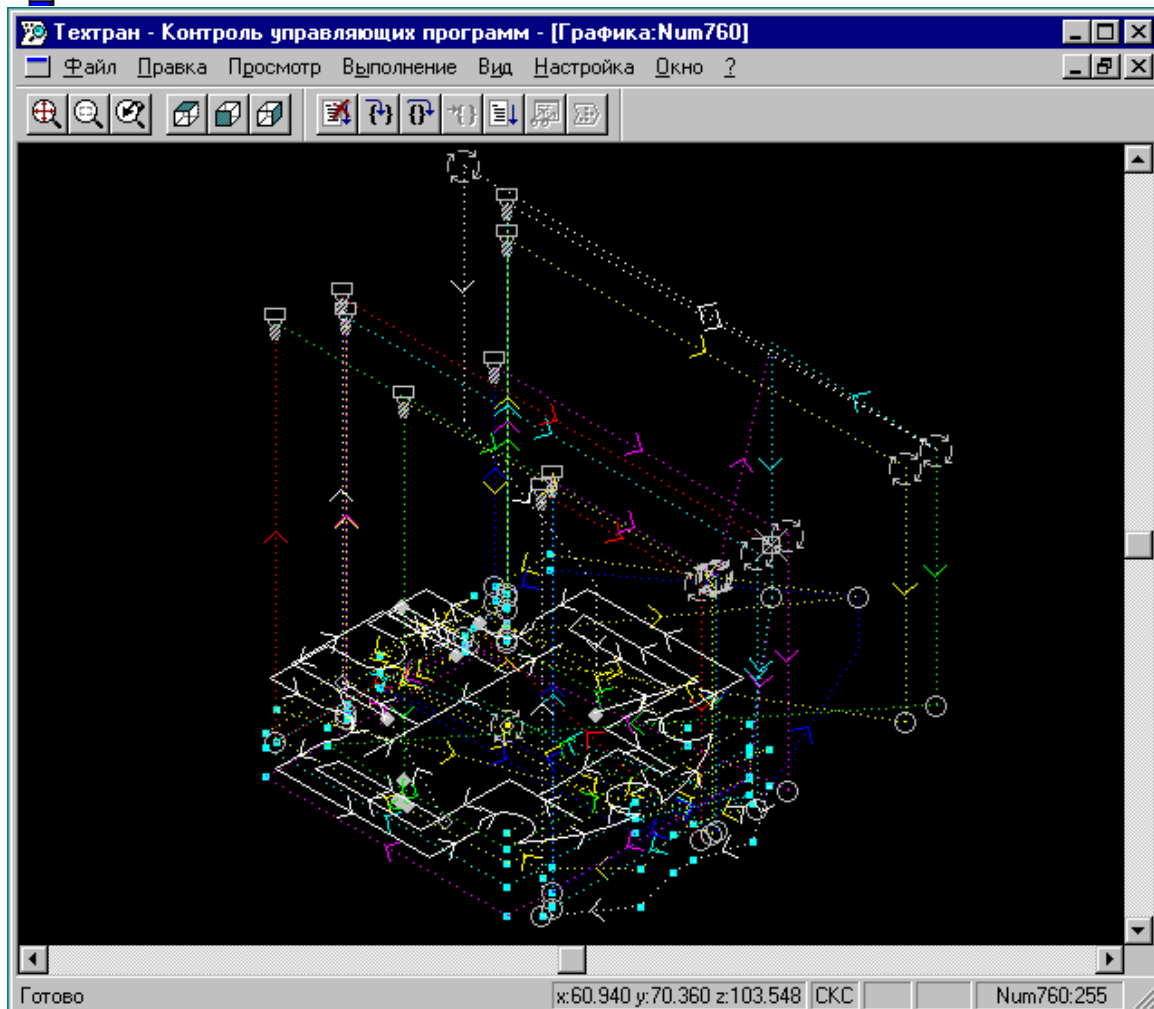 Техтран - Контроль управляющих программ - [Графика:Num760]
Файл Правка Просмотр Выполнение Вид Настройка Окно ?
Готово x:60.940 y:70.360 z:103.548 СКС Num760:255